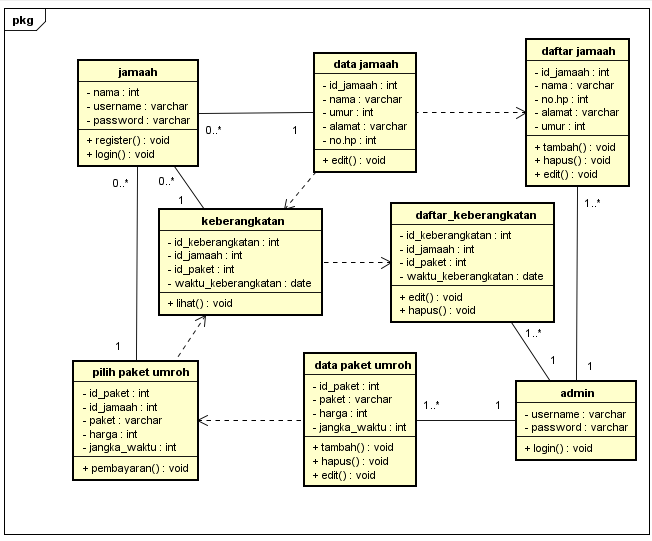 pkg
jamaah
- nama : int
- username : varchar
- password : varchar
+ register() : void
+ login() : void
data jamaah
- id_jamaah : int
- nama : varchar
- umur : int
- alamat : varchar
- no.hp : int
+ edit() : void
daftar jamaah
- id_jamaah : int
- nama : varchar
- no.hp : int
- alamat : varchar
- umur : int
+ tambah() : void
+ hapus() : void
+ edit() : void
0..*
1
0..*
0..*
1
1..*
keberangkatan
- id_keberangkatan : int
- id_jamaah : int
- id_paket : int
- waktu_keberangkatan : date
+ lihat() : void
daftar_keberangkatan
- id_keberangkatan : int
- id_jamaah : int
- id_paket : int
- waktu_keberangkatan : date
+ edit() : void
+ hapus() : void
1
1..*
1
1
pilih paket umroh
- id_paket : int
- id_jamaah : int
- paket : varchar
- harga : int
- jangka_waktu : int
+ pembayaran() : void
data paket umroh
- id_paket : int
- paket : varchar
- harga : int
- jangka_waktu : int
+ tambah() : void
+ hapus() : void
+ edit() : void
1..*
1
admin
- username : varchar
- password : varchar
+ login() : void